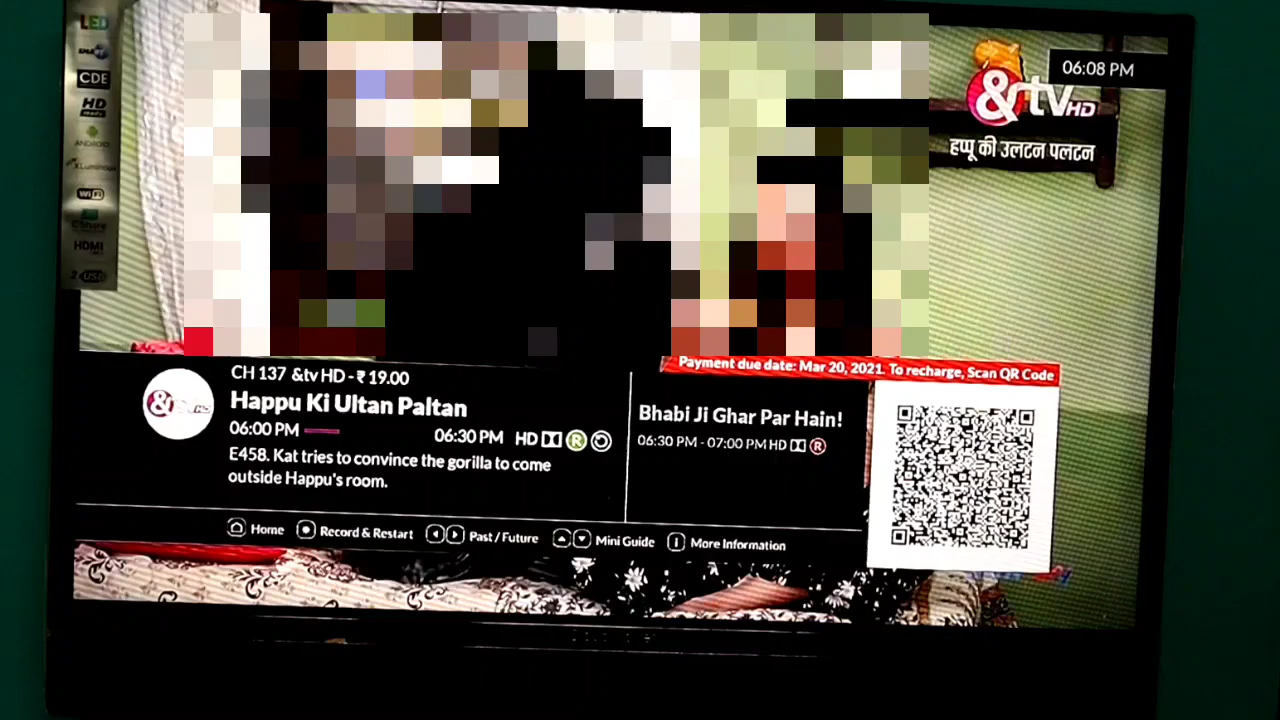 LED
CDE
HD
ANDROID
WiFi
HDMI
2 USB
06:08 PM
&tv HD
हप्पू की उलटन पलटन
Payment due date: Mar 20, 2021. To recharge, Scan QR Code
CH 137 &tv HD - ₹ 19.00
Happu Ki Ultan Paltan
06:00 PM 06:30 PM HD R
E458. Kat tries to convince the gorilla to come
outside Happu's room.
Bhabi Ji Ghar Par Hain!
06:30 PM - 07:00 PM HD R
Home Record & Restart Past / Future Mini Guide More Information